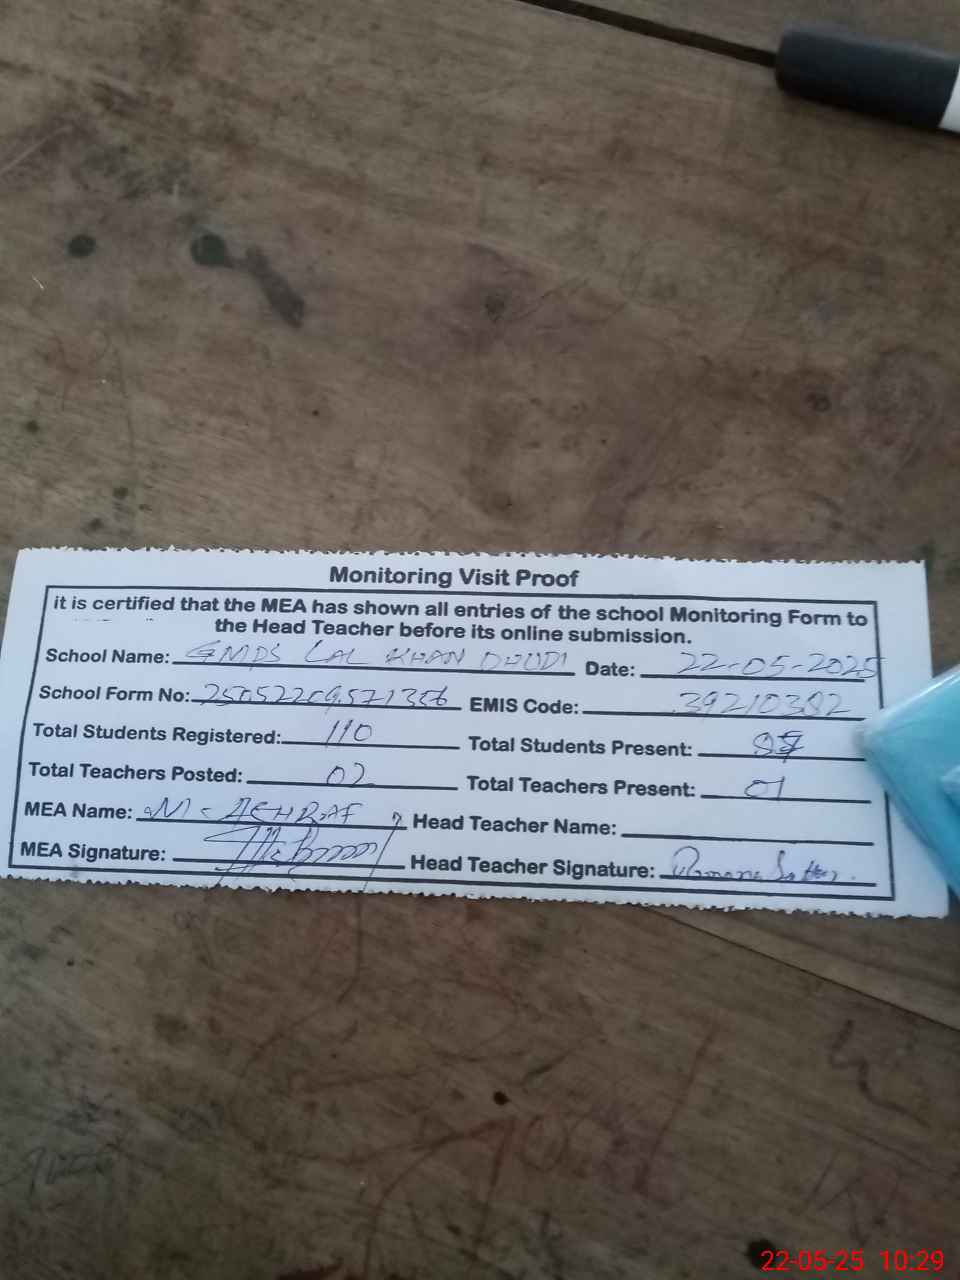 Monitoring Visit Proof
it is certified that the MEA has shown all entries of the school Monitoring Form to
the Head Teacher before its online submission.
School Name: GMPS LAL KHAN DHUDI Date: 22-05-2025
School Form No: EMIS Code: 39210382
Total Students Registered: 110 Total Students Present:
Total Teachers Posted: 02 Total Teachers Present: 01
MEA Name: M-ASHRAF Head Teacher Name:
MEA Signature: Head Teacher Signature:
22-05-25 10:29